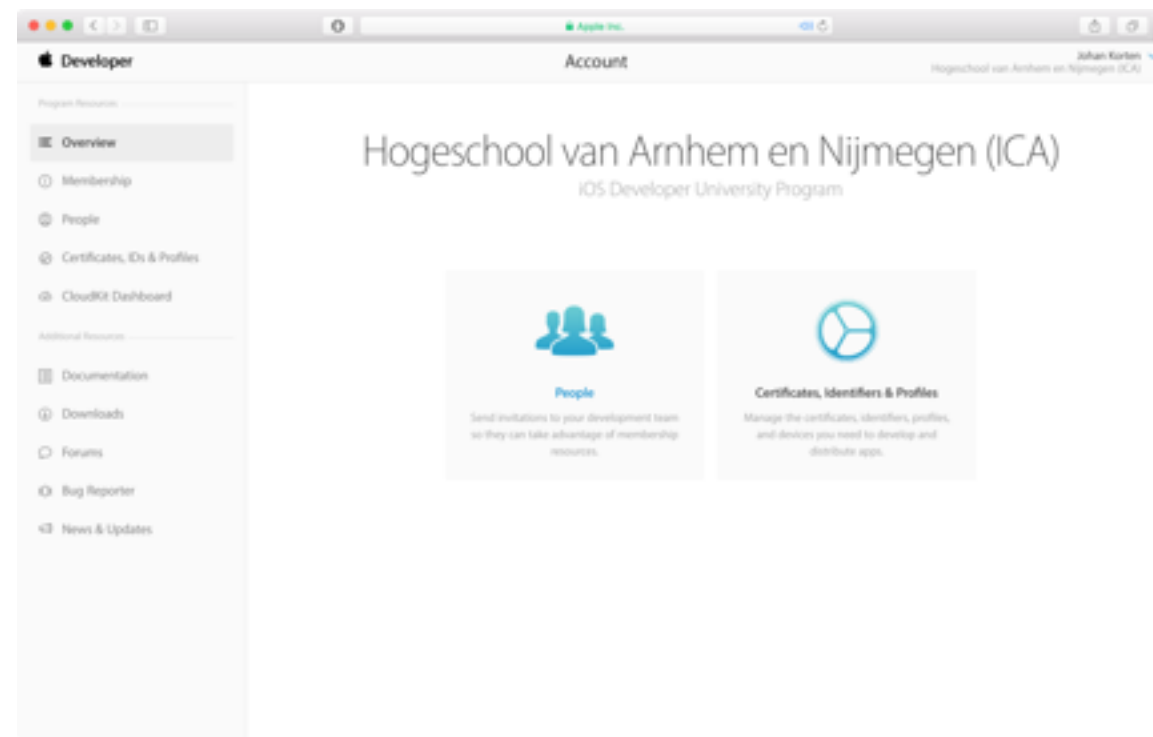 Apple Inc.
Developer
Account
Johan Korten
Hogeschool van Arnhem en Nijmegen (ICA)
Program Resources
Overview
Membership
People
Certificates, IDs & Profiles
CloudKit Dashboard
Additional Resources
Documentation
Downloads
Forums
Bug Reporter
News & Updates
Hogeschool van Arnhem en Nijmegen (ICA)
iOS Developer University Program
People
Send invitations to your development team
so they can take advantage of membership
resources.
Certificates, Identifiers & Profiles
Manage the certificates, identifiers, profiles,
and devices you need to develop and
distribute apps.